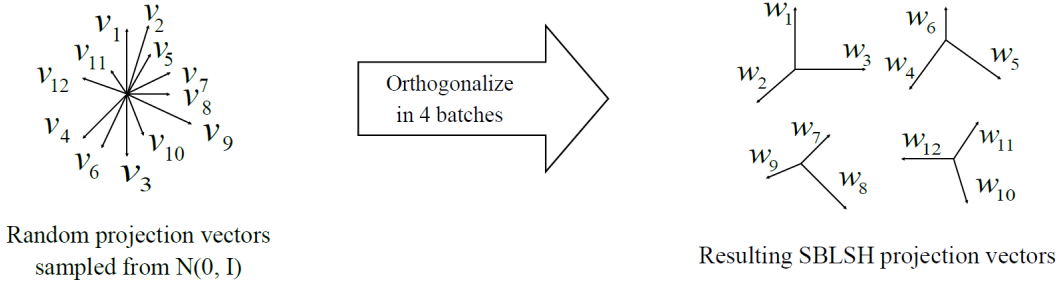 v1
v2
v5
v11
v12
v7
v8
v4
v9
v10
v6
v3
Random projection vectors
sampled from N(0, I)
Orthogonalize
in 4 batches
w1
w3
w2
w6
w4
w5
w7
w9
w8
w11
w12
w10
Resulting SBLSH projection vectors